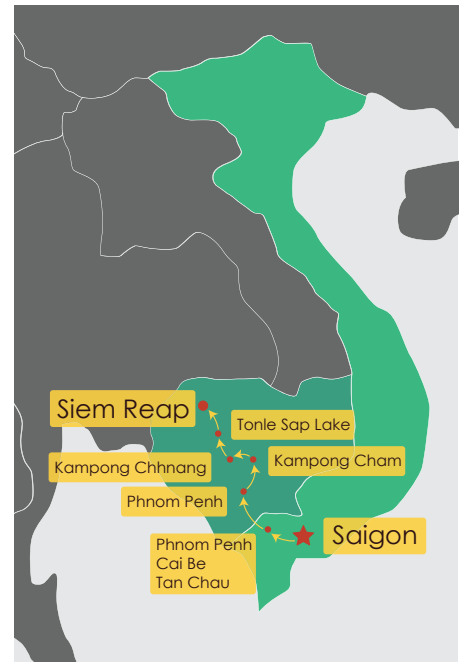 Siem Reap
Tonle Sap Lake
Kampong Chhnang
Kampong Cham
Phnom Penh
Saigon
Phnom Penh
Cai Be
Tan Chau